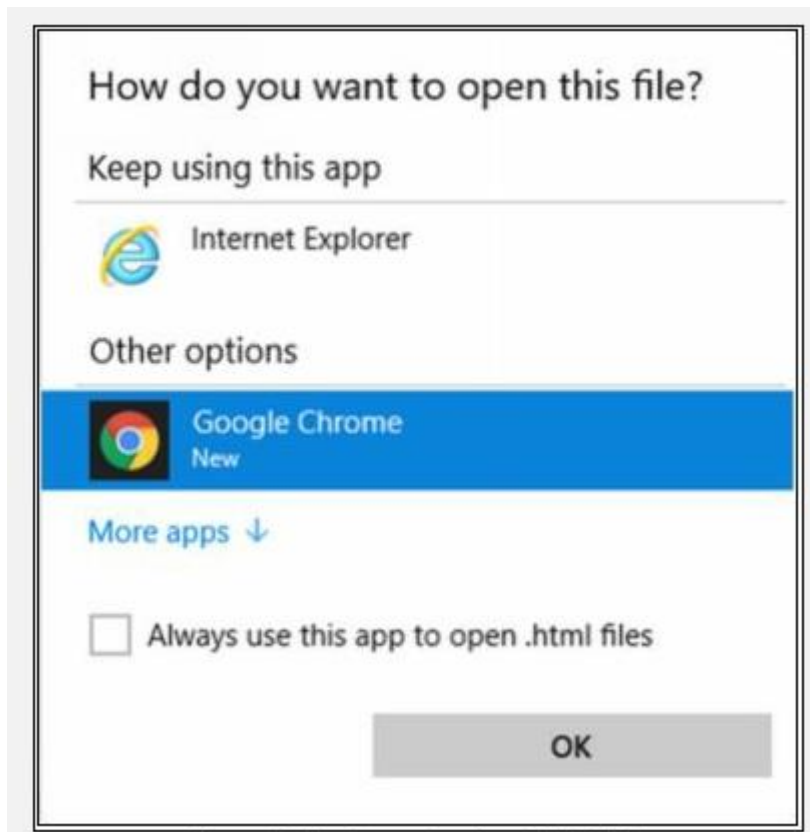 How do you want to open this file?
Keep using this app
Internet Explorer
Other options
Google Chrome
New
More apps ↓
Always use this app to open .html files
OK